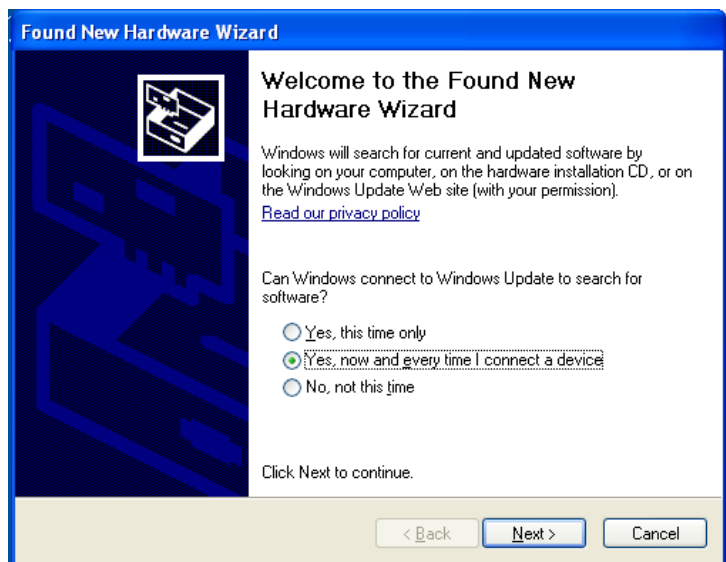 Found New Hardware Wizard
Welcome to the Found New
Hardware Wizard
Windows will search for current and updated software by
looking on your computer, on the hardware installation CD, or on
the Windows Update Web site (with your permission).
Read our privacy policy
Can Windows connect to Windows Update to search for
software?
Yes, this time only
Yes, now and every time I connect a device
No, not this time
Click Next to continue.
< Back
Next >
Cancel